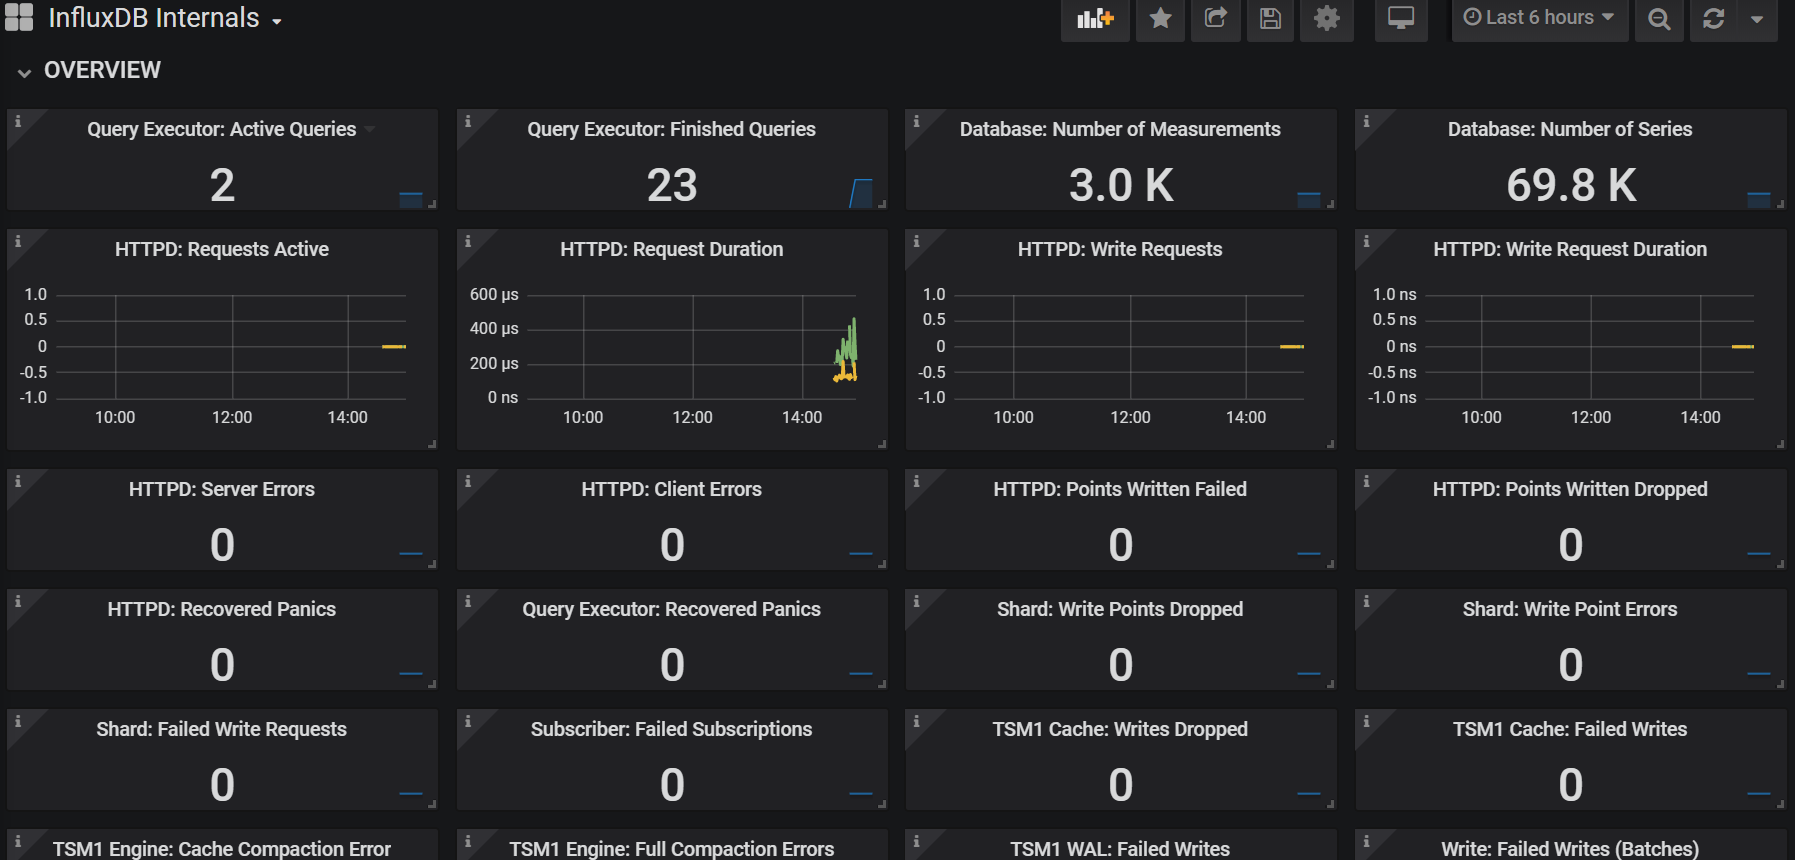 InfluxDB Internals
Last 6 hours
OVERVIEW
Query Executor: Active Queries
2
Query Executor: Finished Queries
23
Database: Number of Measurements
3.0 K
Database: Number of Series
69.8 K
HTTPD: Requests Active
1.0
0.5
0
-0.5
-1.0
10:00 12:00 14:00
HTTPD: Request Duration
600 µs
400 µs
200 µs
0 ns
10:00 12:00 14:00
HTTPD: Write Requests
1.0
0.5
0
-0.5
-1.0
10:00 12:00 14:00
HTTPD: Write Request Duration
1.0 ns
0.5 ns
0 ns
-0.5 ns
-1.0 ns
10:00 12:00 14:00
HTTPD: Server Errors
0
HTTPD: Client Errors
0
HTTPD: Points Written Failed
0
HTTPD: Points Written Dropped
0
HTTPD: Recovered Panics
0
Query Executor: Recovered Panics
0
Shard: Write Points Dropped
0
Shard: Write Point Errors
0
Shard: Failed Write Requests
0
Subscriber: Failed Subscriptions
0
TSM1 Cache: Writes Dropped
0
TSM1 Cache: Failed Writes
0
TSM1 Engine: Cache Compaction Error
TSM1 Engine: Full Compaction Errors
TSM1 WAL: Failed Writes
Write: Failed Writes (Batches)